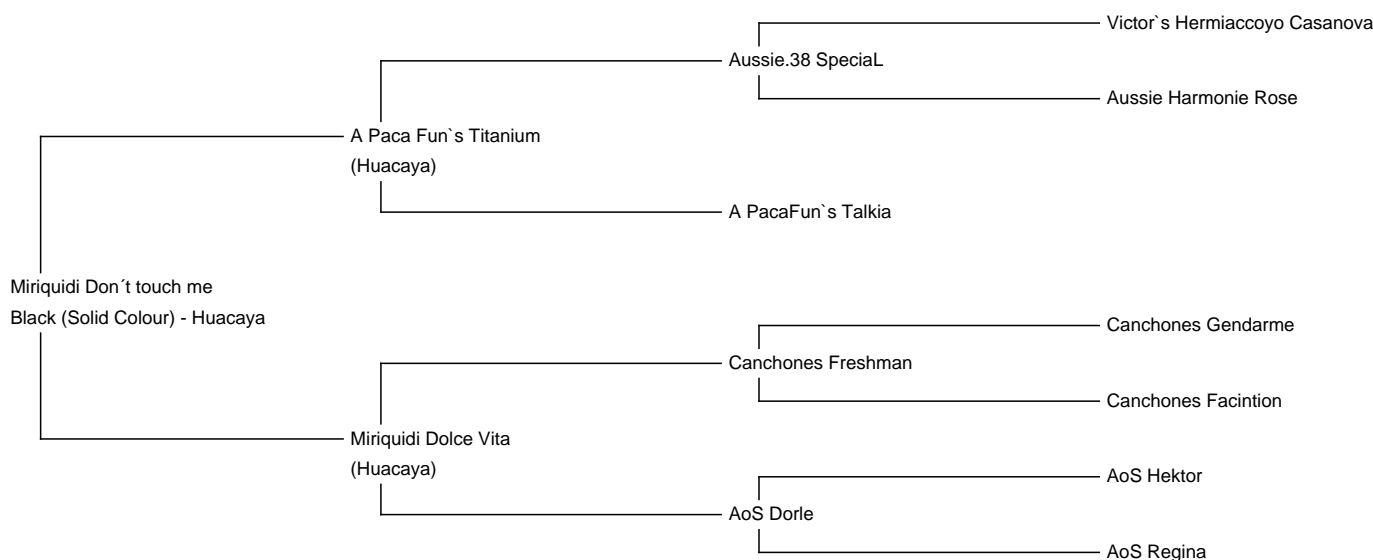 Victor`s Hermiaccoyo Casanova
Aussie.38 SpeciaL
Aussie Harmonie Rose
A Paca Fun`s Titanium
(Huacaya)
A PacaFun`s Talkia
Miriquidi Don´t touch me
Black (Solid Colour) - Huacaya
Canchones Gendarme
Canchones Freshman
Canchones Facintion
Miriquidi Dolce Vita
(Huacaya)
AoS Hektor
AoS Dorle
AoS Regina